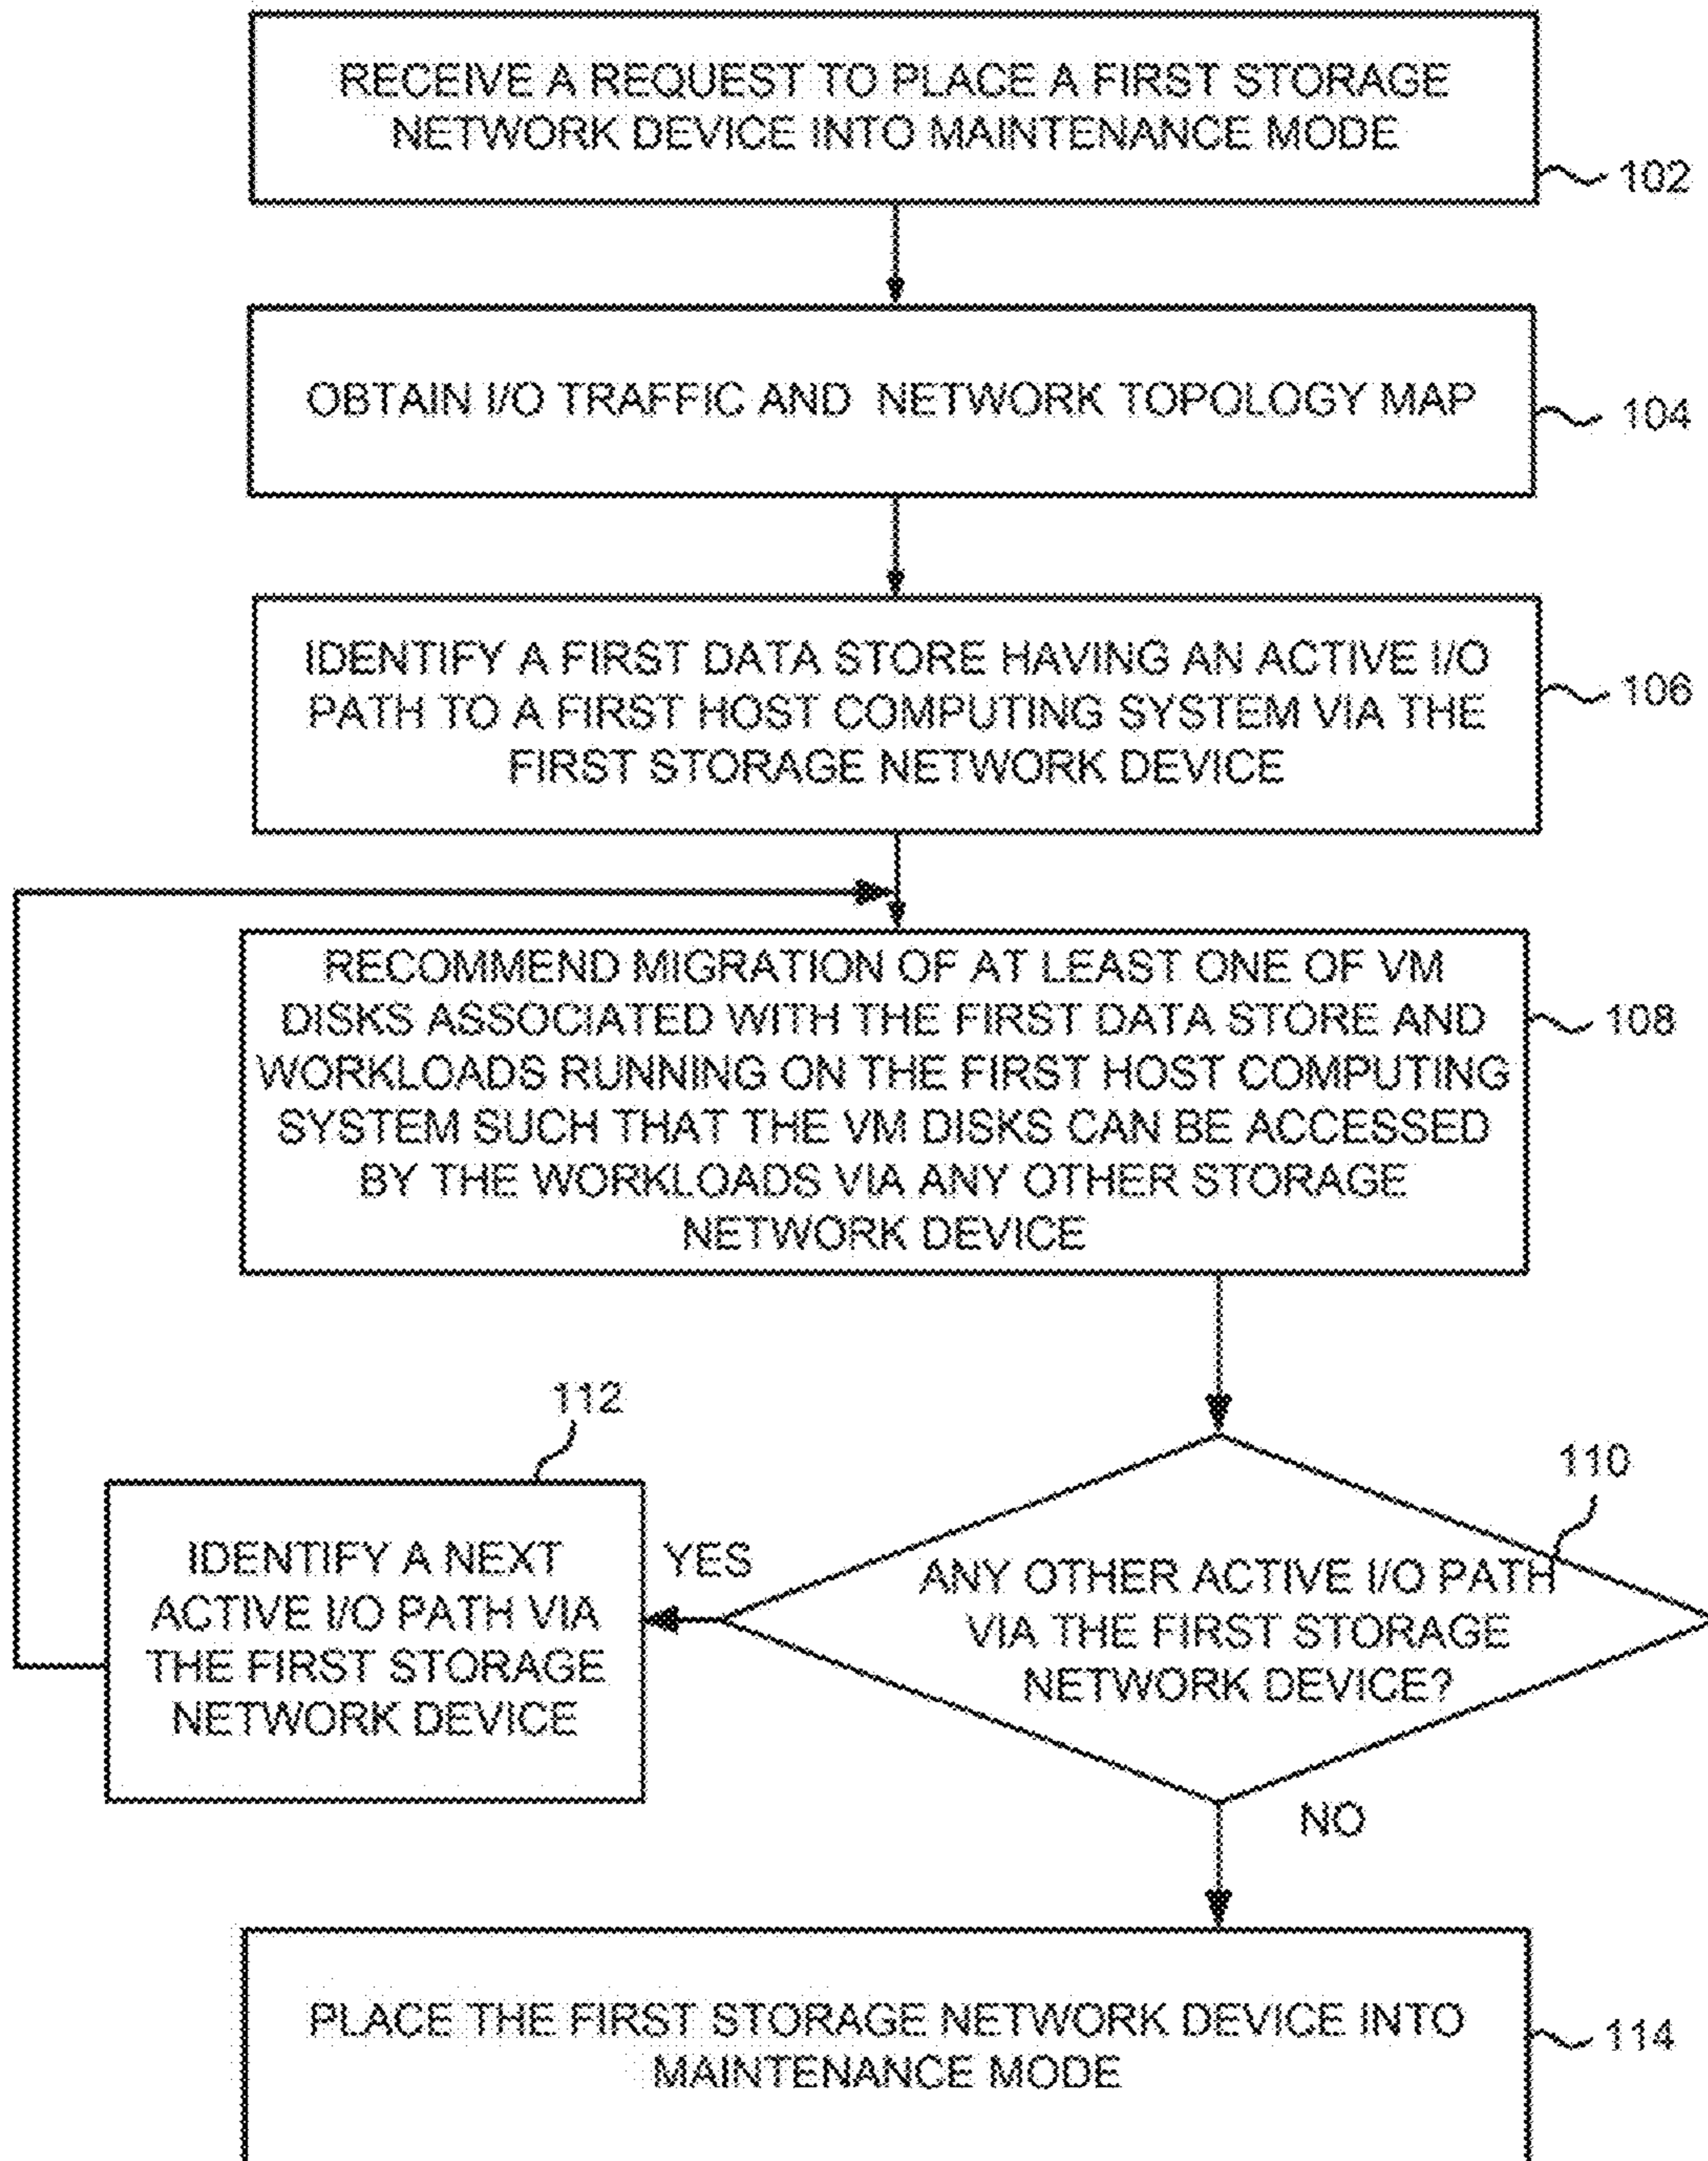 RECEIVE A REQUEST TO PLACE A FIRST STORAGE
NETWORK DEVICE INTO MAINTENANCE MODE
102
OBTAIN I/O TRAFFIC AND NETWORK TOPOLOGY MAP
104
IDENTIFY A FIRST DATA STORE HAVING AN ACTIVE I/O
PATH TO A FIRST HOST COMPUTING SYSTEM VIA THE
FIRST STORAGE NETWORK DEVICE
106
RECOMMEND MIGRATION OF AT LEAST ONE OF VM
DISKS ASSOCIATED WITH THE FIRST DATA STORE AND
WORKLOADS RUNNING ON THE FIRST HOST COMPUTING
SYSTEM SUCH THAT THE VM DISKS CAN BE ACCESSED
BY THE WORKLOADS VIA ANY OTHER STORAGE
NETWORK DEVICE
108
110
ANY OTHER ACTIVE I/O PATH
VIA THE FIRST STORAGE
NETWORK DEVICE?
YES
112
IDENTIFY A NEXT
ACTIVE I/O PATH VIA
THE FIRST STORAGE
NETWORK DEVICE
NO
PLACE THE FIRST STORAGE NETWORK DEVICE INTO
MAINTENANCE MODE
114